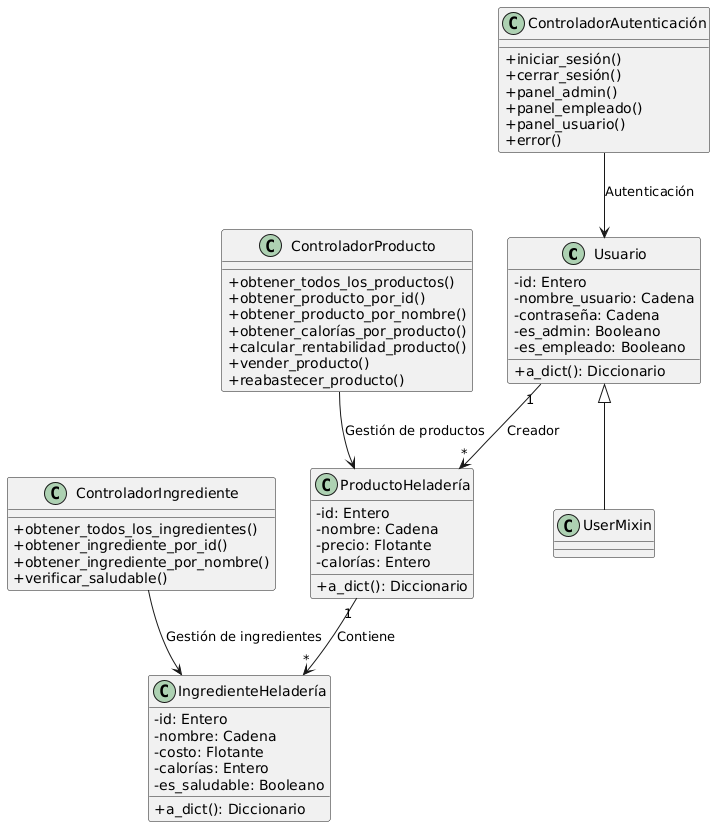 ControladorAutenticación
+iniciar_sesión()
+cerrar_sesión()
+panel_admin()
+panel_empleado()
+panel_usuario()
+error()
Autenticación
ControladorProducto
+obtener_todos_los_productos()
+obtener_producto_por_id()
+obtener_producto_por_nombre()
+obtener_calorías_por_producto()
+calcular_rentabilidad_producto()
+vender_producto()
+reabastecer_producto()
Usuario
-id: Entero
-nombre_usuario: Cadena
-contraseña: Cadena
-es_admin: Booleano
-es_empleado: Booleano
+a_dict(): Diccionario
1
Gestión de productos
Creador
*
ControladorIngrediente
+obtener_todos_los_ingredientes()
+obtener_ingrediente_por_id()
+obtener_ingrediente_por_nombre()
+verificar_saludable()
ProductoHeladería
-id: Entero
-nombre: Cadena
-precio: Flotante
-calorías: Entero
+a_dict(): Diccionario
UserMixin
1
Gestión de ingredientes
Contiene
*
IngredienteHeladería
-id: Entero
-nombre: Cadena
-costo: Flotante
-calorías: Entero
-es_saludable: Booleano
+a_dict(): Diccionario